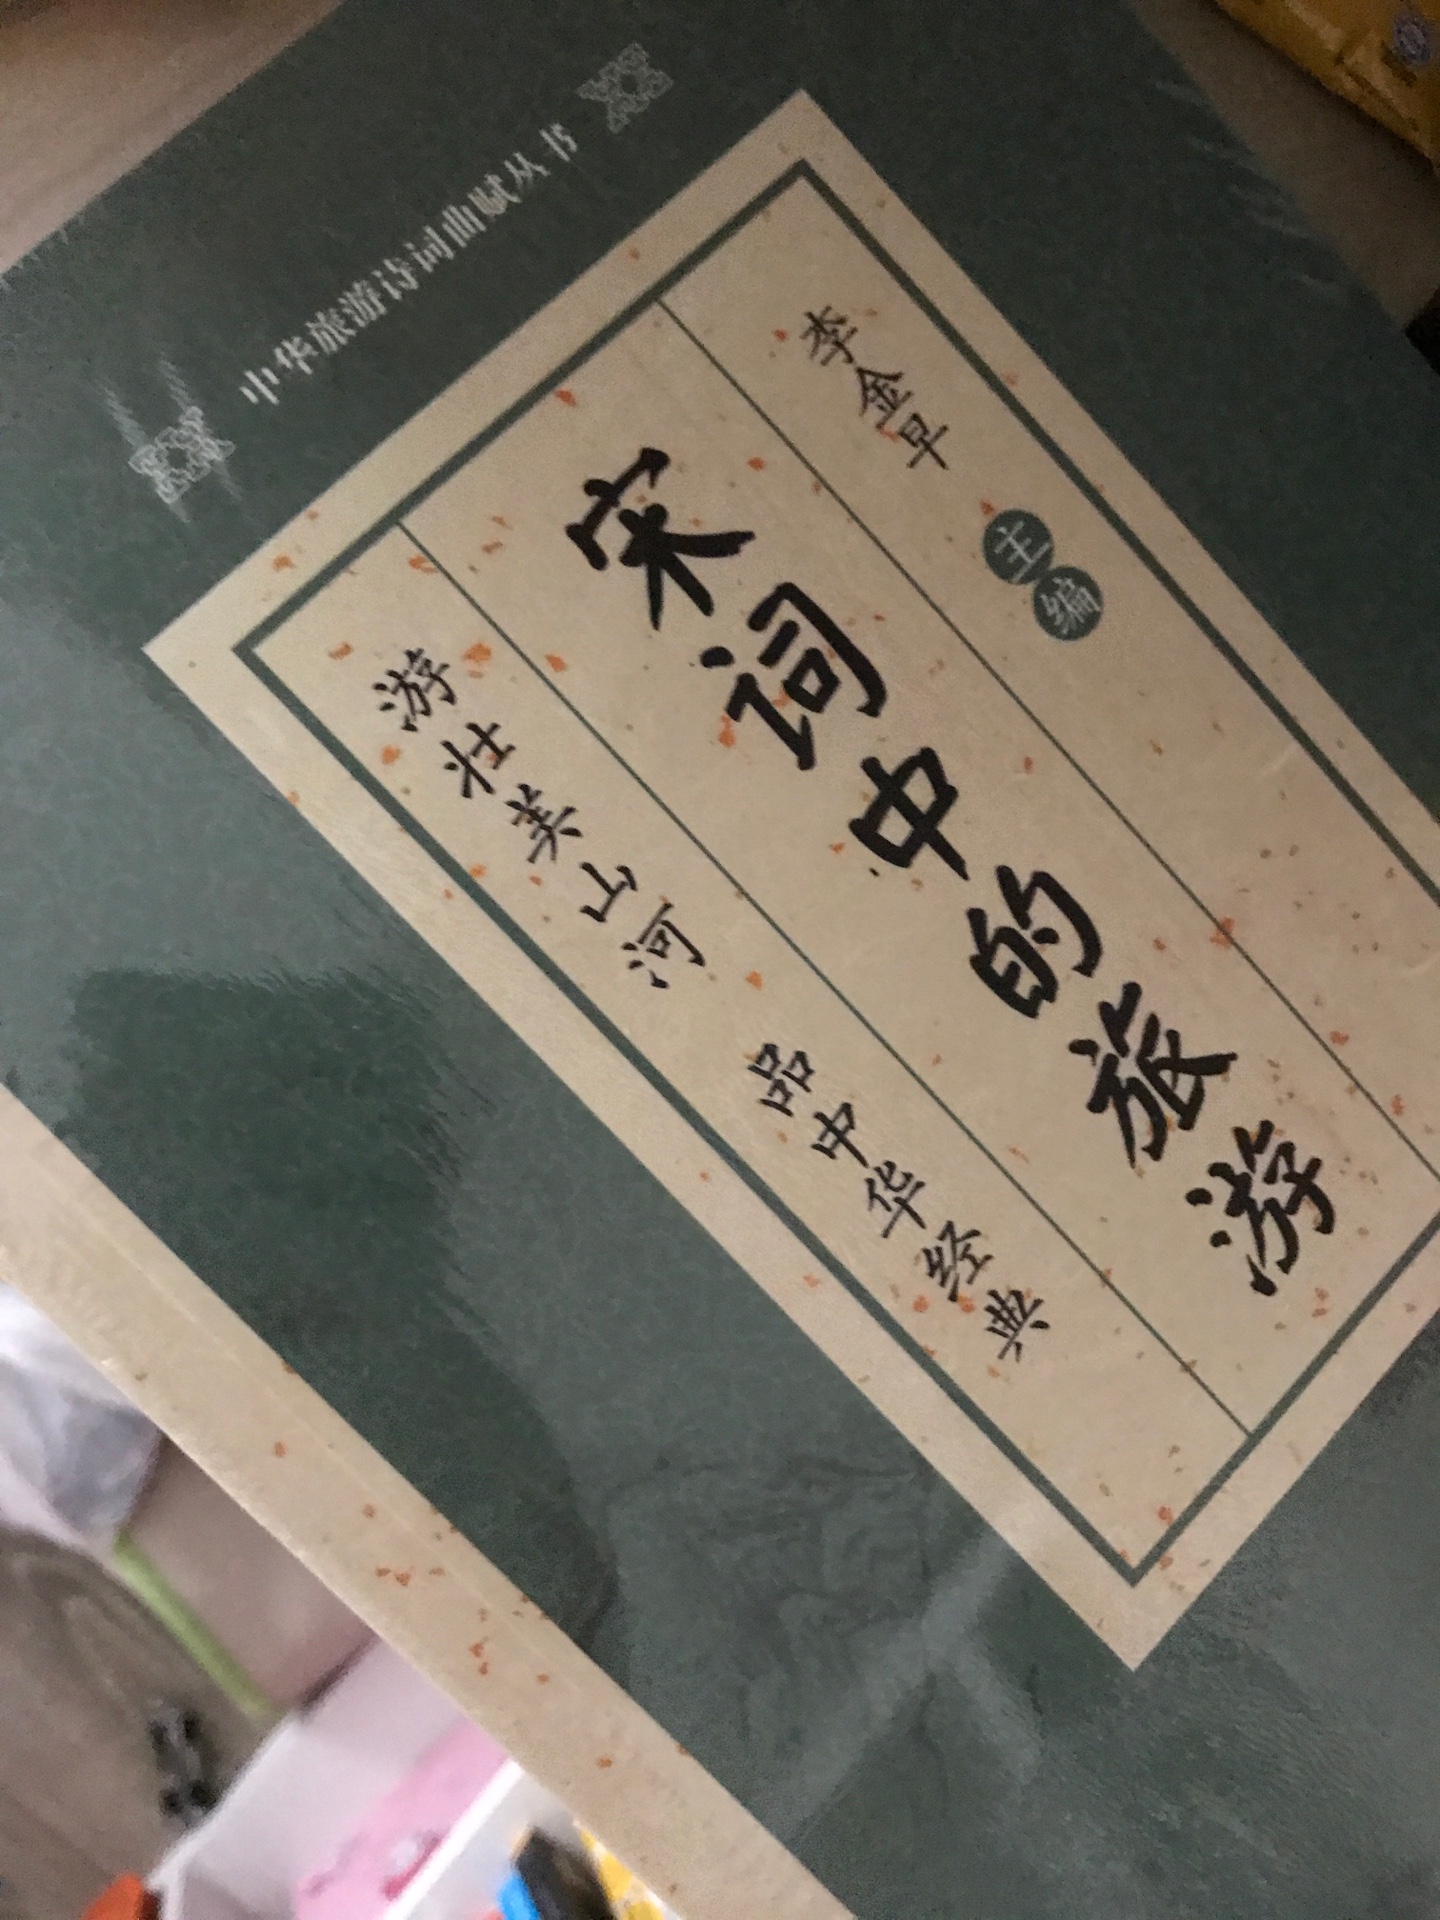 中华旅游诗词曲赋丛书
李金早 主编
宋词中的旅游
游壮美山河 品中华经典